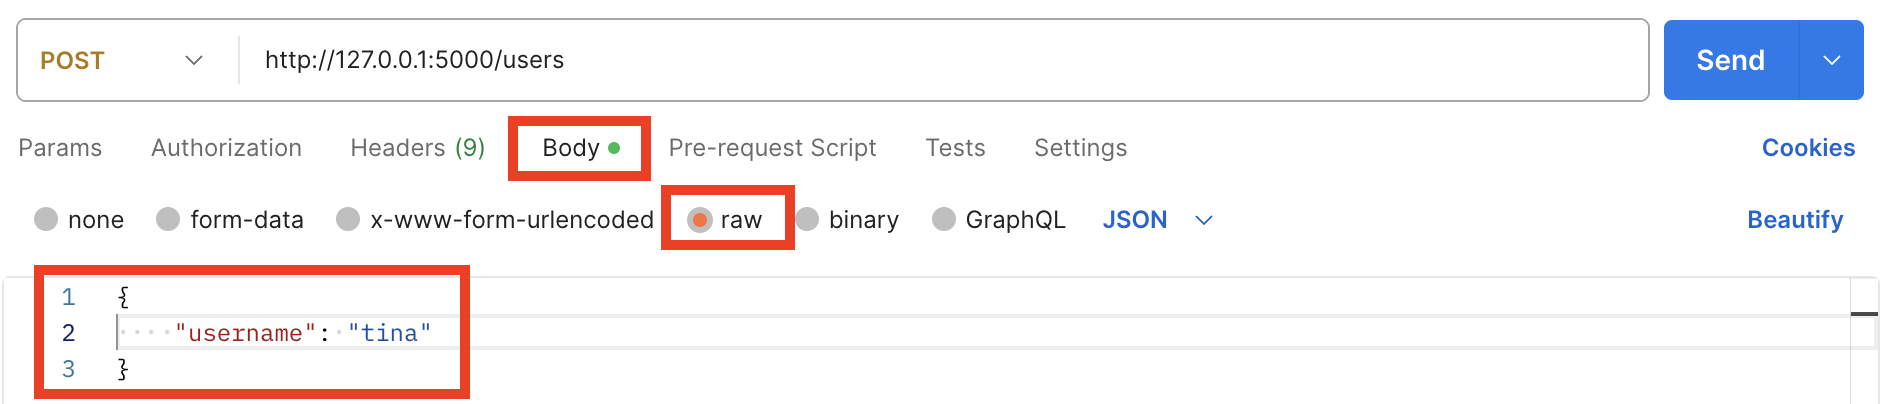 POST http://127.0.0.1:5000/users Send
Params Authorization Headers (9) Body Pre-request Script Tests Settings Cookies
none form-data x-www-form-urlencoded raw binary GraphQL JSON Beautify
1 {
2 "username": "tina"
3 }